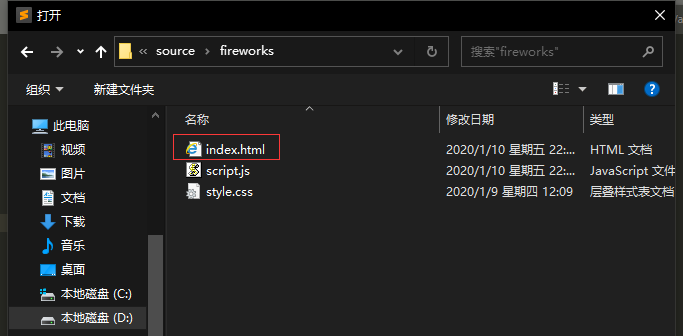 打开
« source › fireworks
搜索"fireworks"
组织 新建文件夹
名称 修改日期 类型
此电脑
视频
图片
文档
下载
音乐
桌面
本地磁盘 (C:)
本地磁盘 (D:)
index.html 2020/1/10 星期五 22:... HTML 文档
script.js 2020/1/10 星期五 22:... JavaScript 文件
style.css 2020/1/9 星期四 12:09 层叠样式表文档